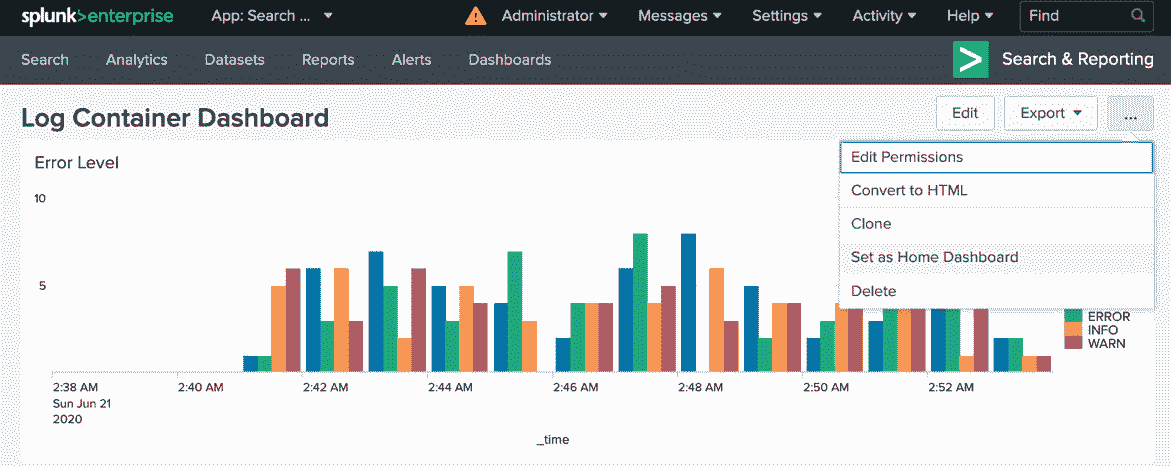 splunk>enterprise App: Search ... Administrator Messages Settings Activity Help Find
Search Analytics Datasets Reports Alerts Dashboards Search & Reporting
Log Container Dashboard Edit Export ...
Error Level
Edit Permissions
Convert to HTML
Clone
Set as Home Dashboard
Delete
10
5
ERROR
INFO
WARN
2:38 AM 2:40 AM 2:42 AM 2:44 AM 2:46 AM 2:48 AM 2:50 AM 2:52 AM
Sun Jun 21
2020
_time